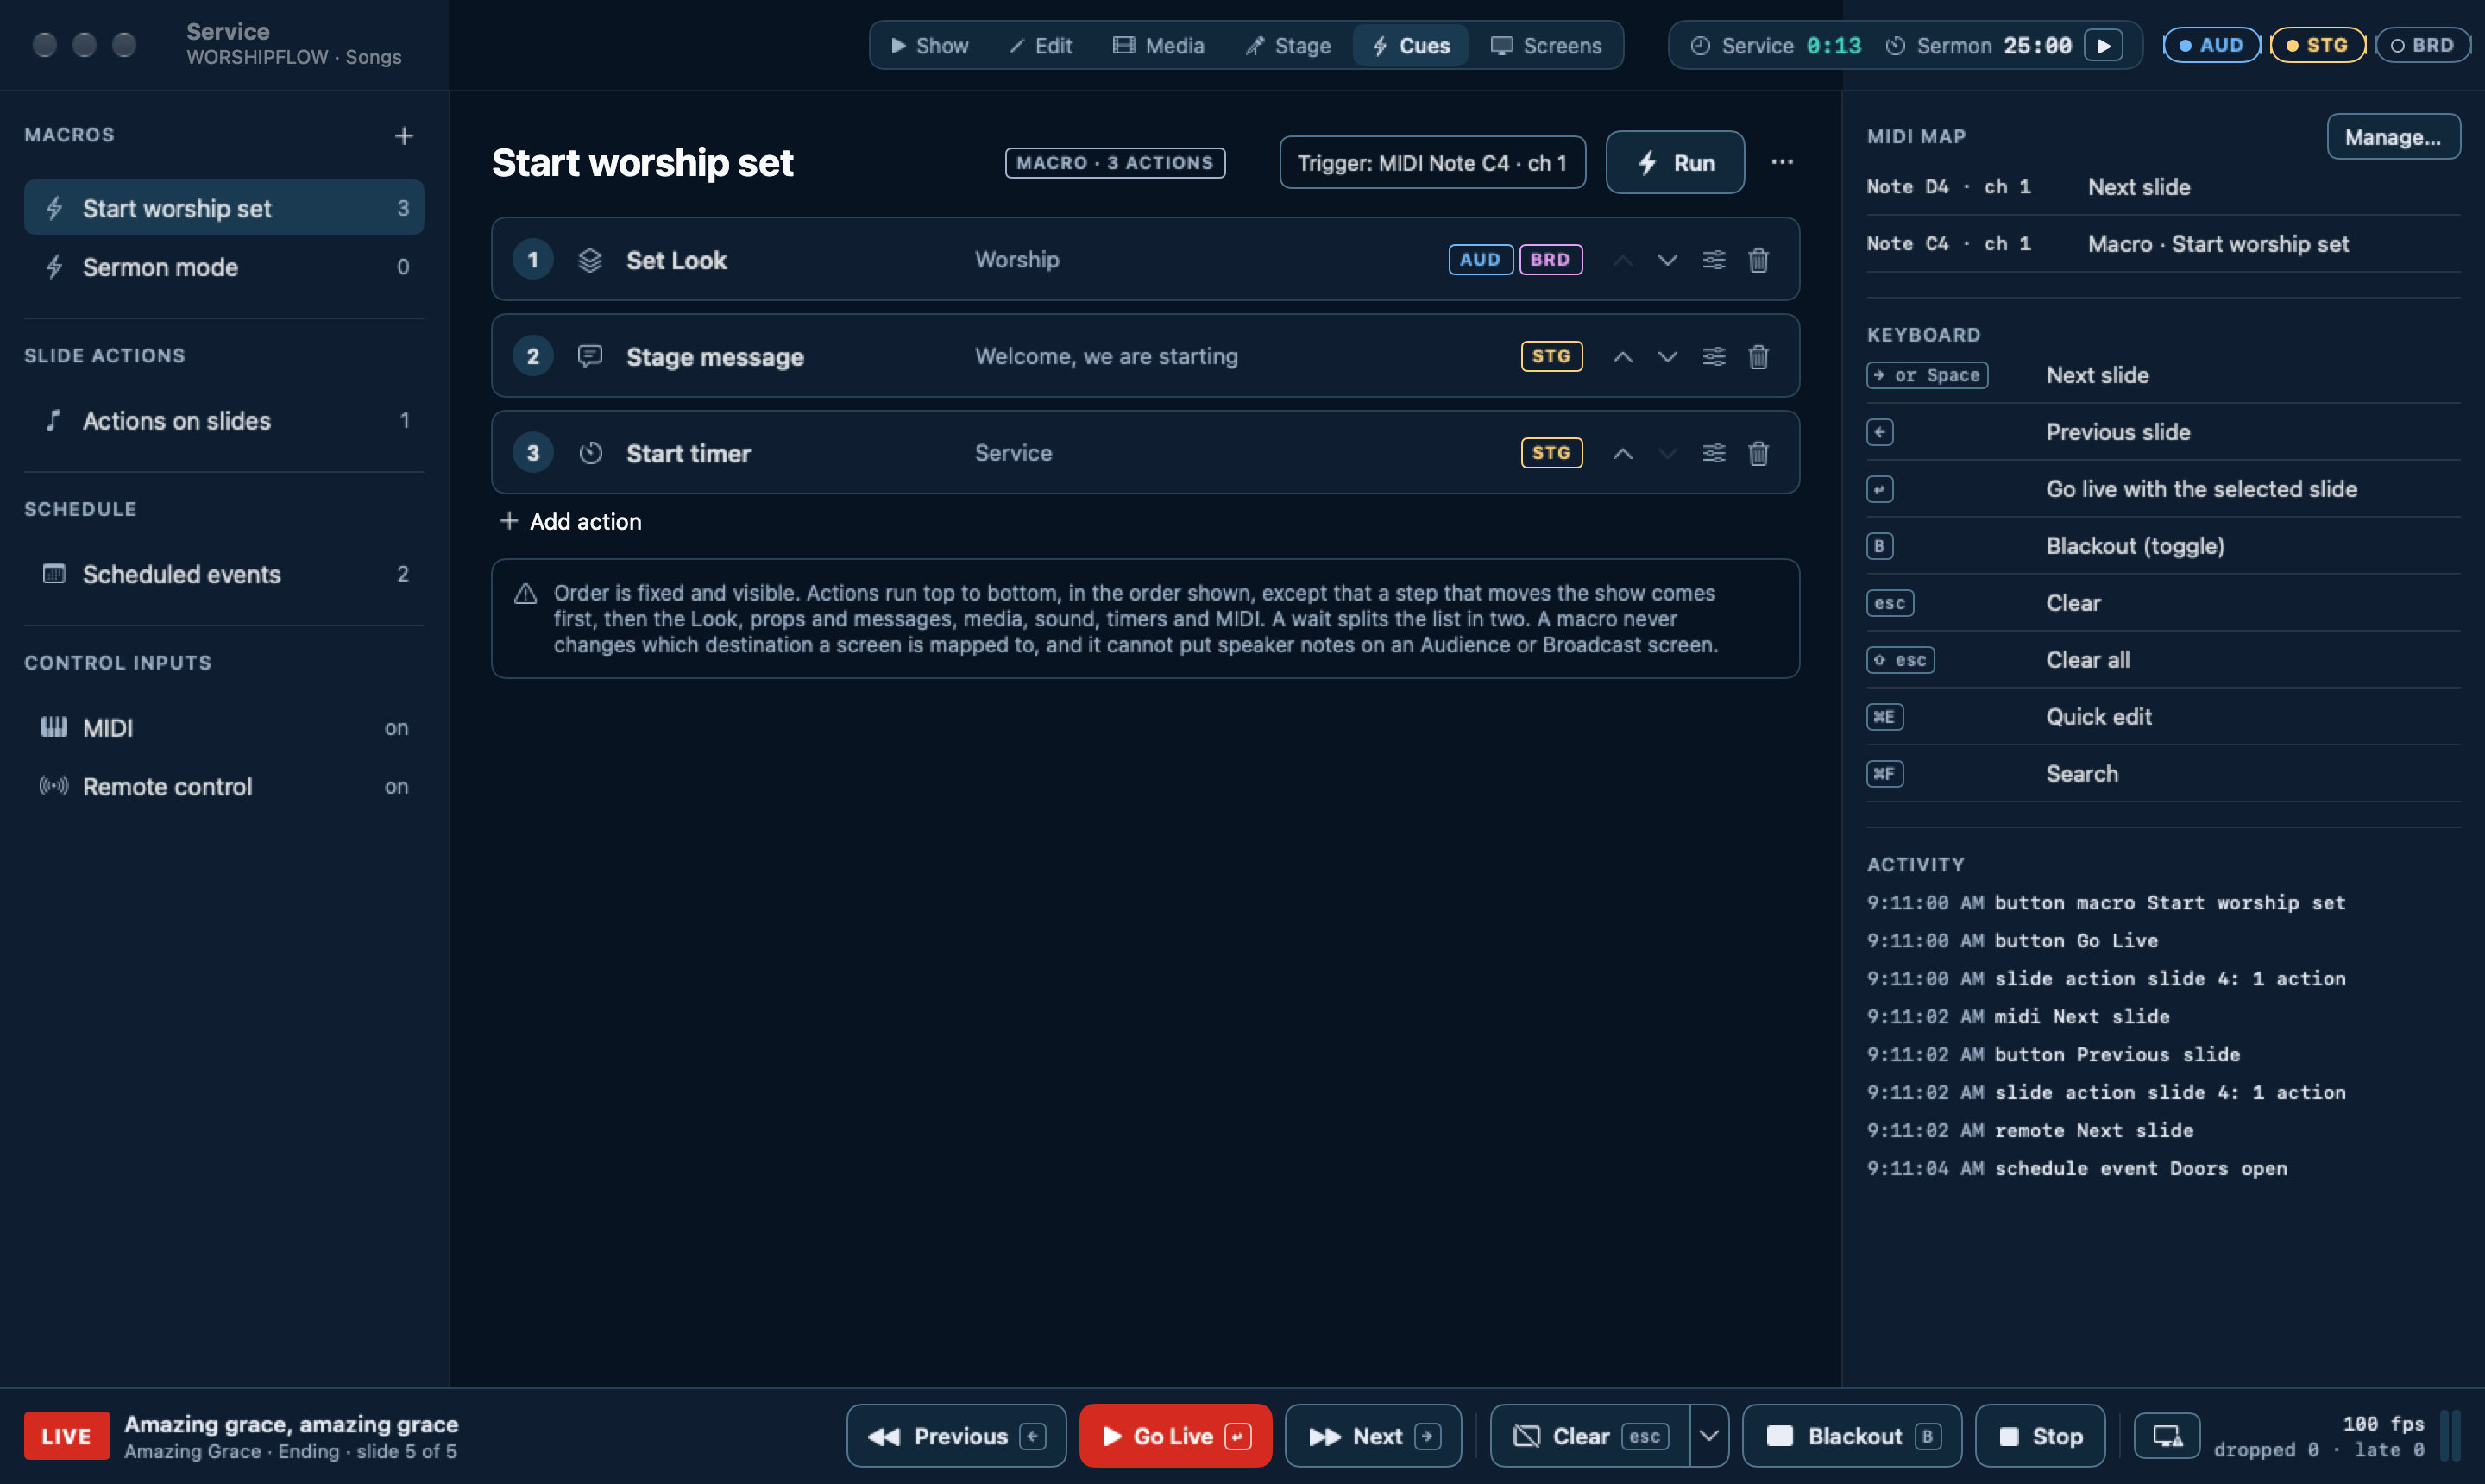 Service
WORSHIPFLOW · Songs
Show
Edit
Media
Stage
Cues
Screens
Service 0:13
Sermon 25:00
AUD
STG
BRD
MACROS
Start worship set 3
Sermon mode 0
SLIDE ACTIONS
Actions on slides 1
SCHEDULE
Scheduled events 2
CONTROL INPUTS
MIDI on
Remote control on
Start worship set
MACRO · 3 ACTIONS
Trigger: MIDI Note C4 · ch 1
Run
1 Set Look Worship AUD BRD
2 Stage message Welcome, we are starting STG
3 Start timer Service STG
Add action
Order is fixed and visible. Actions run top to bottom, in the order shown, except that a step that moves the show comes
first, then the Look, props and messages, media, sound, timers and MIDI. A wait splits the list in two. A macro never
changes which destination a screen is mapped to, and it cannot put speaker notes on an Audience or Broadcast screen.
MIDI MAP
Manage...
Note D4 · ch 1 Next slide
Note C4 · ch 1 Macro · Start worship set
KEYBOARD
→ or Space Next slide
← Previous slide
↩ Go live with the selected slide
B Blackout (toggle)
esc Clear
⇧ esc Clear all
⌘E Quick edit
⌘F Search
ACTIVITY
9:11:00 AM button macro Start worship set
9:11:00 AM button Go Live
9:11:00 AM slide action slide 4: 1 action
9:11:02 AM midi Next slide
9:11:02 AM button Previous slide
9:11:02 AM slide action slide 4: 1 action
9:11:02 AM remote Next slide
9:11:04 AM schedule event Doors open
LIVE
Amazing grace, amazing grace
Amazing Grace · Ending · slide 5 of 5
Previous ←
Go Live ↩
Next →
Clear esc
Blackout B
Stop
100 fps
dropped 0 · late 0